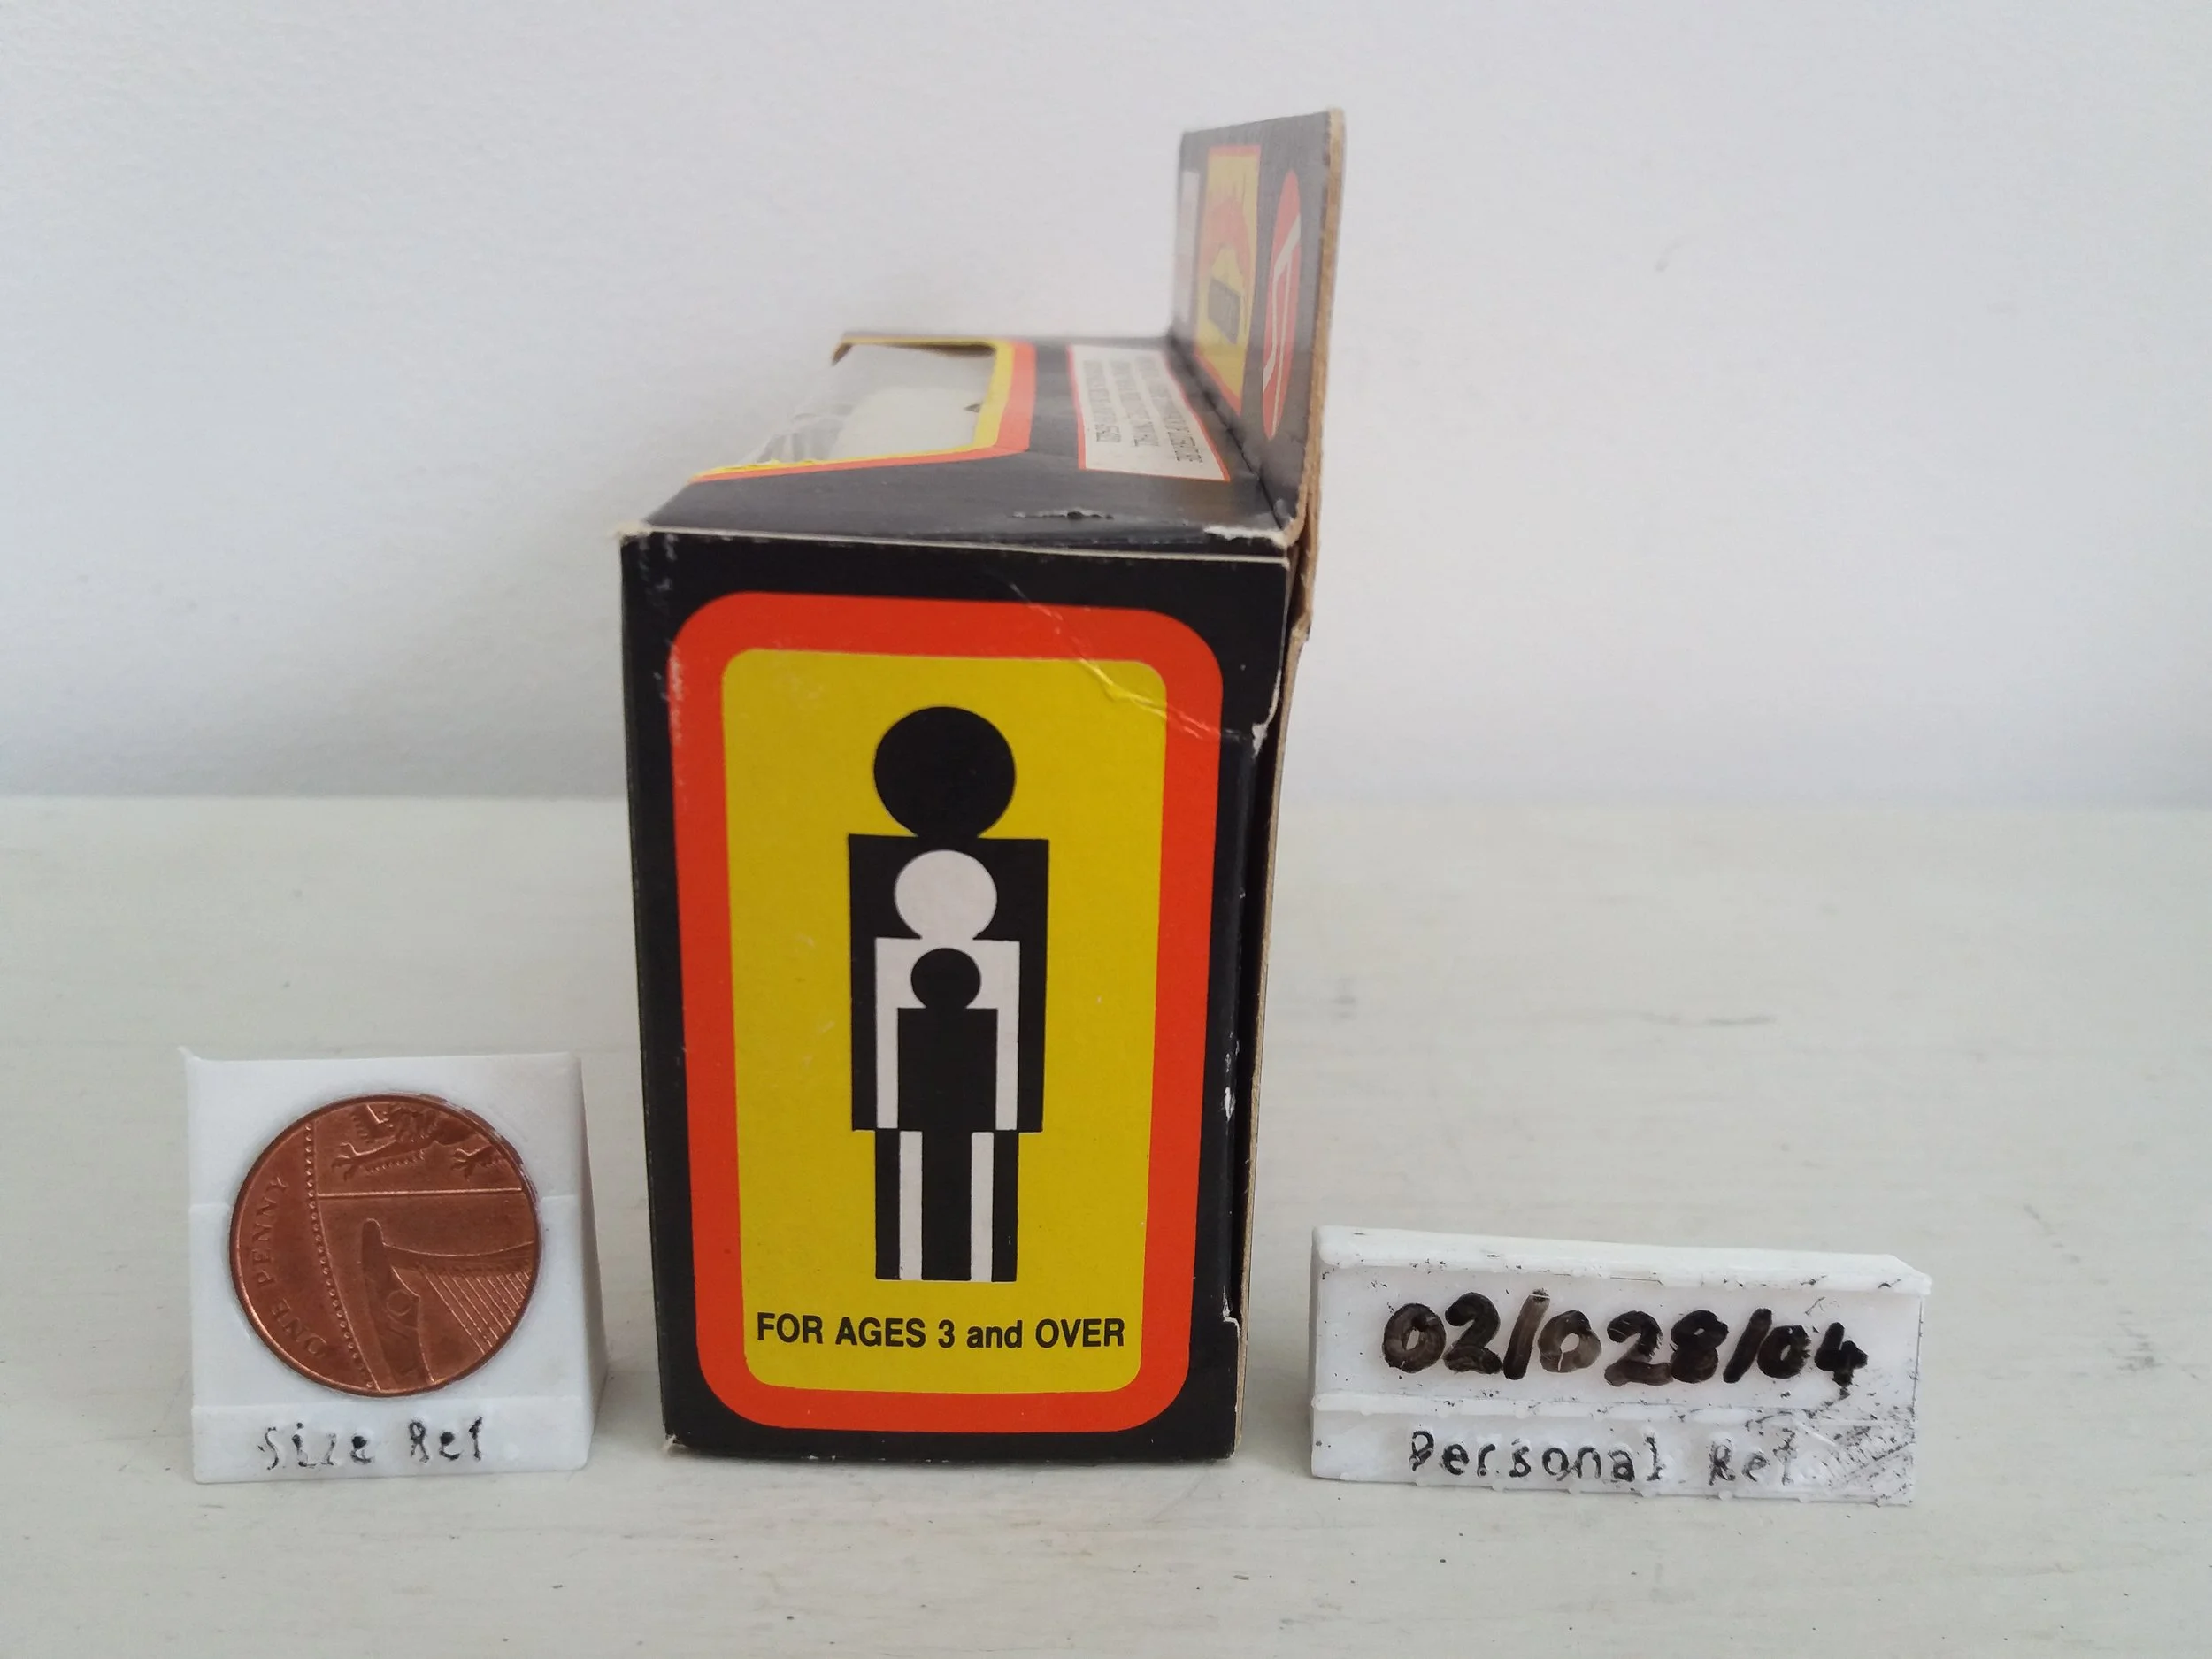 FOR AGES 3 and OVER
ONE PENNY
Size Ref
02/028/04
Personal Ref